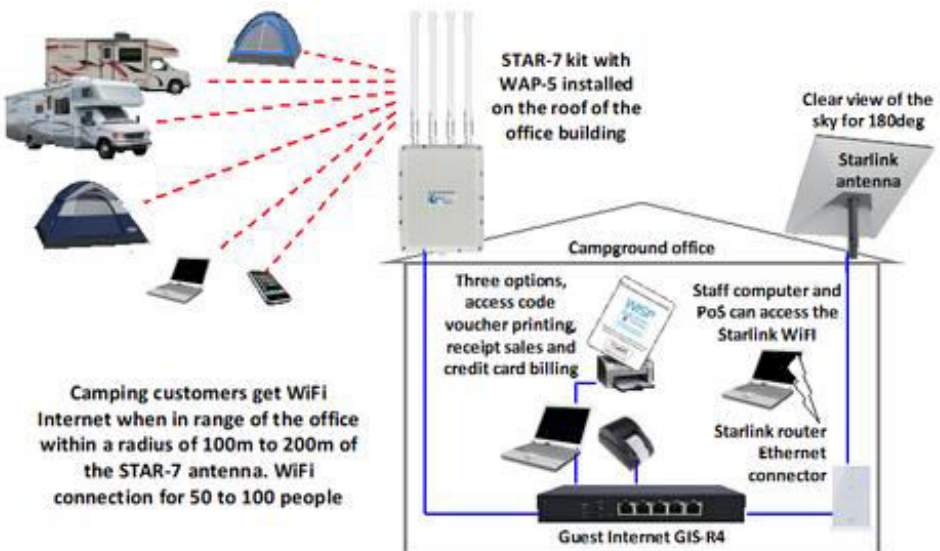 STAR-7 kit with
WAP-5 installed
on the roof of the
office building
Clear view of the
sky for 180deg
Starlink
antenna
Campground office
Three options,
access code
voucher printing,
receipt sales and
credit card billing
WISP
Staff computer and
PoS can access the
Starlink WiFI
Camping customers get WiFi
Internet when in range of the office
within a radius of 100m to 200m of
the STAR-7 antenna. WiFi
connection for 50 to 100 people
Starlink router
Ethernet
connector
Guest Internet GIS-R4